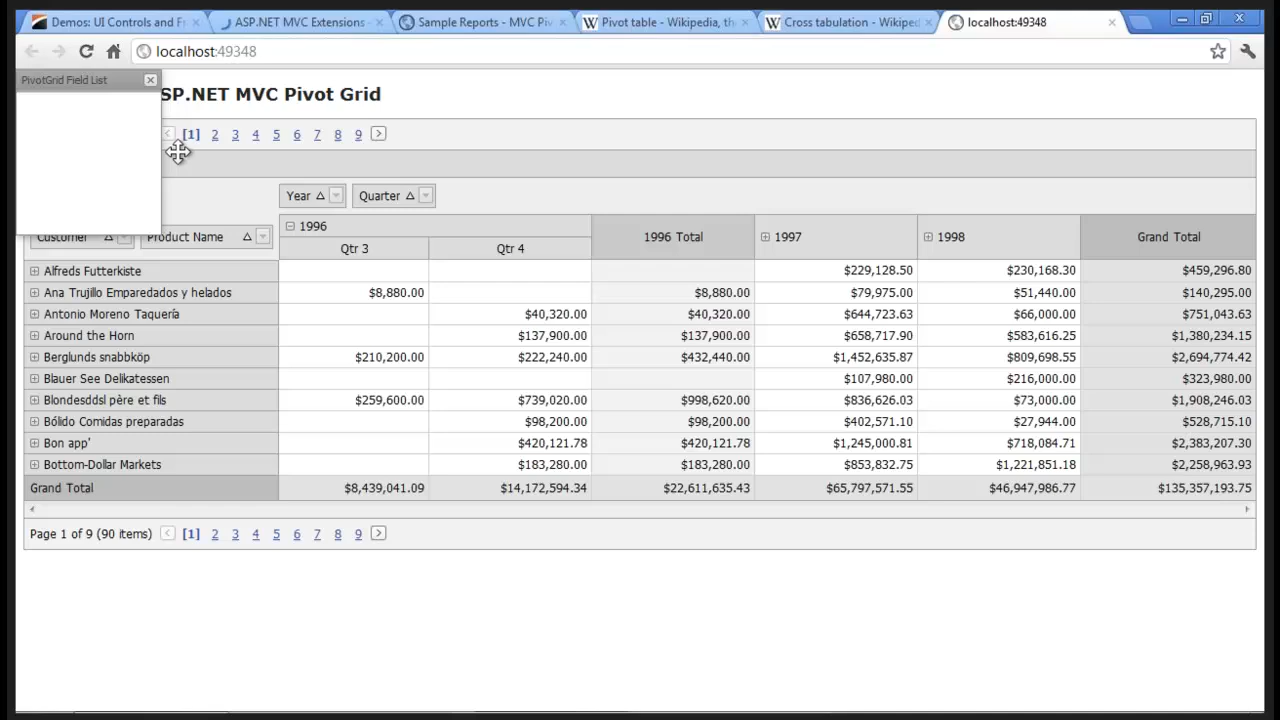 Demos: UI Controls and Fr
ASP.NET MVC Extensions -
Sample Reports - MVC Piv
Pivot table - Wikipedia, the
Cross tabulation - Wikiped
localhost:49348
localhost:49348
PivotGrid Field List
SP.NET MVC Pivot Grid
[1] 2 3 4 5 6 7 8 9
Year Quarter
Customer Product Name
1996 1996 Total 1997 1998 Grand Total
Qtr 3 Qtr 4
Alfreds Futterkiste $229,128.50 $230,168.30 $459,296.80
Ana Trujillo Emparedados y helados $8,880.00 $8,880.00 $79,975.00 $51,440.00 $140,295.00
Antonio Moreno Taquería $40,320.00 $40,320.00 $644,723.63 $66,000.00 $751,043.63
Around the Horn $137,900.00 $137,900.00 $658,717.90 $583,616.25 $1,380,234.15
Berglunds snabbköp $210,200.00 $222,240.00 $432,440.00 $1,452,635.87 $809,698.55 $2,694,774.42
Blauer See Delikatessen $107,980.00 $216,000.00 $323,980.00
Blondesddsl père et fils $259,600.00 $739,020.00 $998,620.00 $836,626.03 $73,000.00 $1,908,246.03
Bólido Comidas preparadas $98,200.00 $98,200.00 $402,571.10 $27,944.00 $528,715.10
Bon app' $420,121.78 $420,121.78 $1,245,000.81 $718,084.71 $2,383,207.30
Bottom-Dollar Markets $183,280.00 $183,280.00 $853,832.75 $1,221,851.18 $2,258,963.93
Grand Total $8,439,041.09 $14,172,594.34 $22,611,635.43 $65,797,571.55 $46,947,986.77 $135,357,193.75
Page 1 of 9 (90 items) [1] 2 3 4 5 6 7 8 9